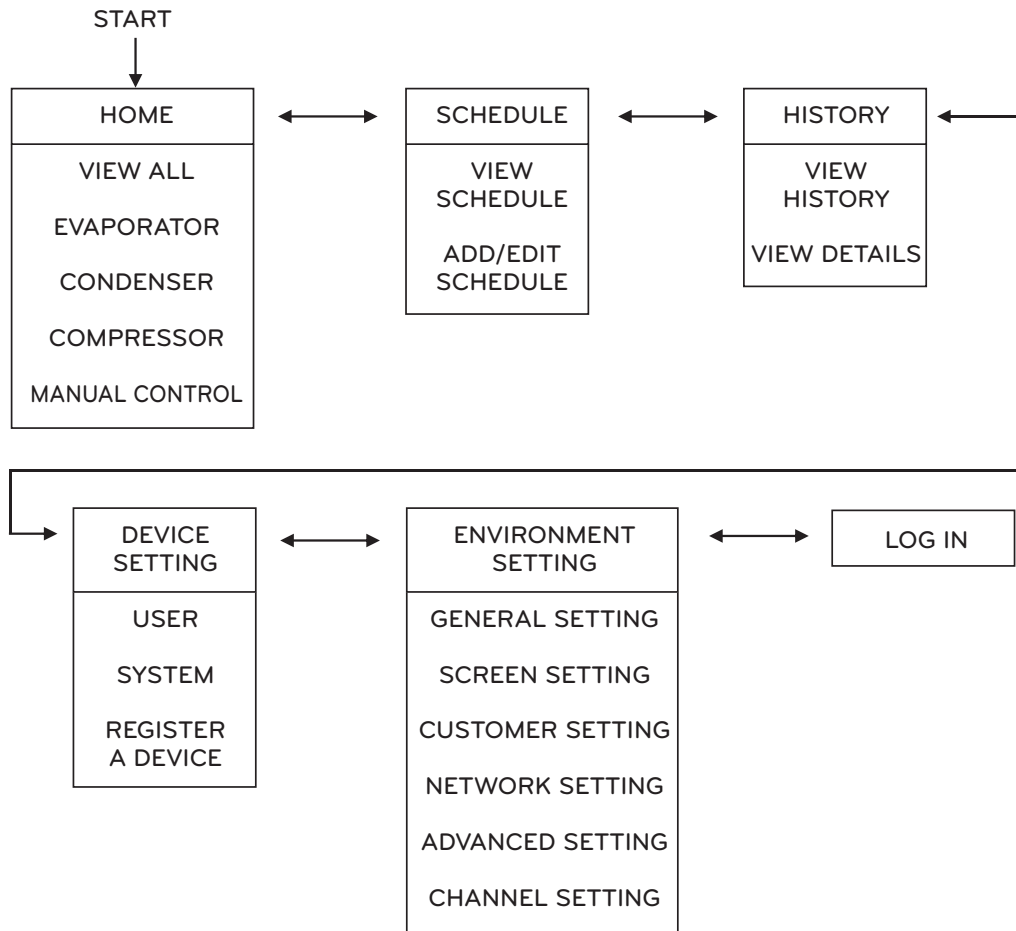 START
HOME
VIEW ALL
EVAPORATOR
CONDENSER
COMPRESSOR
MANUAL CONTROL
SCHEDULE
VIEW
SCHEDULE
ADD/EDIT
SCHEDULE
HISTORY
VIEW
HISTORY
VIEW DETAILS
DEVICE
SETTING
USER
SYSTEM
REGISTER
A DEVICE
ENVIRONMENT
SETTING
GENERAL SETTING
SCREEN SETTING
CUSTOMER SETTING
NETWORK SETTING
ADVANCED SETTING
CHANNEL SETTING
LOG IN